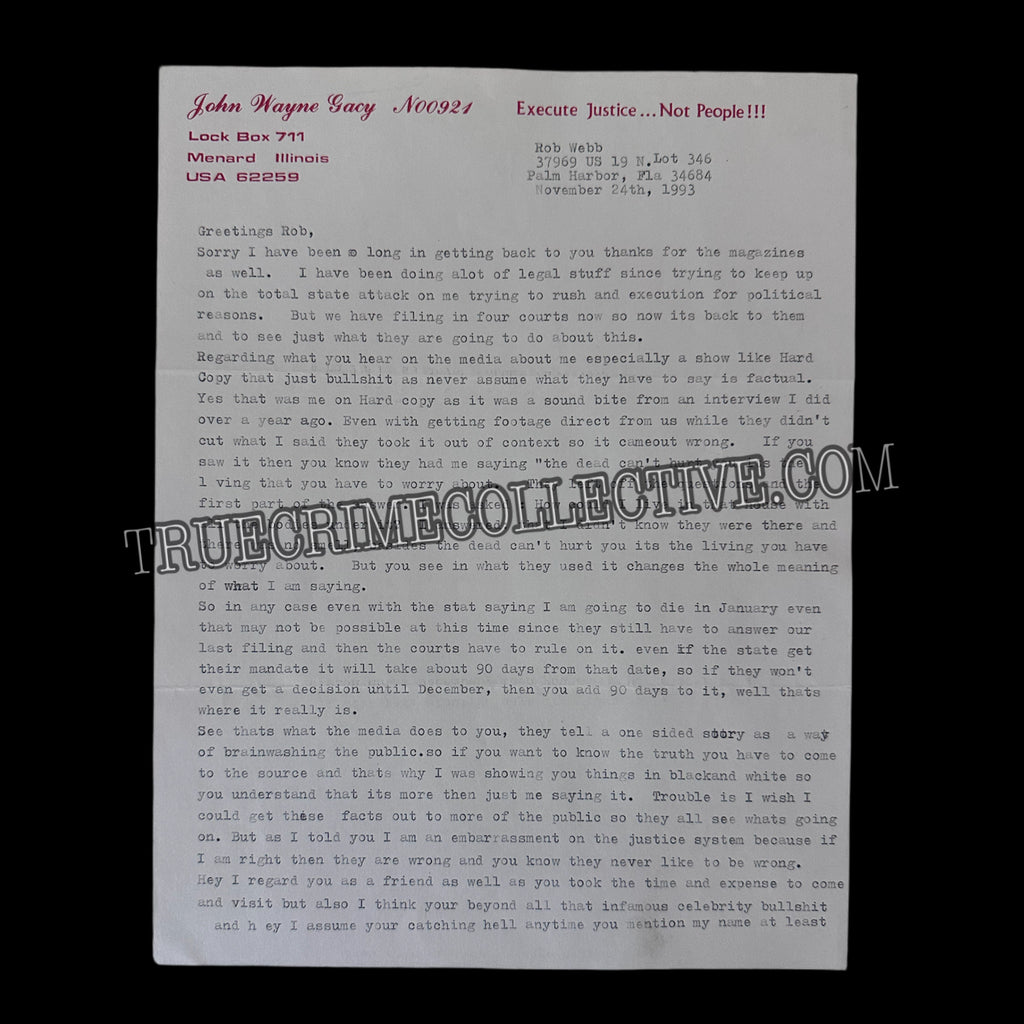 John Wayne Gacy N00921
Execute Justice...Not People!!!
Lock Box 711
Menard Illinois
USA 62259
Rob Webb
37969 US 19 N.Lot 346
Palm Harbor, Fla 34684
November 24th, 1993
Greetings Rob,
Sorry I have been so long in getting back to you thanks for the magazines
as well. I have been doing alot of legal stuff since trying to keep up
on the total state attack on me trying to rush and execution for political
reasons. But we have filing in four courts now so now its back to them
and to see just what they are going to do about this.
Regarding what you hear on the media about me especially a show like Hard
Copy that just bullshit as never assume what they have to say is factual.
Yes that was me on Hard copy as it was a sound bite from an interview I did
over a year ago. Even with getting footage direct from us while they didn't
cut what I said they took it out of context so it cameout wrong. If you
saw it then you know they had me saying "the dead can't hurt
l ving that you have to worry about. left off the question and the
first part of the asked : How could house with
bodies under didn't know they were there and
no smell, besides the dead can't hurt you its the living you have
to worry about. But you see in what they used it changes the whole meaning
of what I am saying.
So in any case even with the stat saying I am going to die in January even
that may not be possible at this time since they still have to answer our
last filing and then the courts have to rule on it. even if the state get
their mandate it will take about 90 days from that date, so if they won't
even get a decision until December, then you add 90 days to it, well thats
where it really is.
See thats what the media does to you, they tell a one sided story as a way
of brainwashing the public.so if you want to know the truth you have to come
to the source and thats why I was showing you things in blackand white so
you understand that its more then just me saying it. Trouble is I wish I
could get these facts out to more of the public so they all see whats going
on. But as I told you I am an embarrassment on the justice system because if
I am right then they are wrong and you know they never like to be wrong.
Hey I regard you as a friend as well as you took the time and expense to come
and visit but also I think your beyond all that infamous celebrity bullshit
and h ey I assume your catching hell anytime you mention my name at least
TRUECRIMECOLLECTIVE.COM